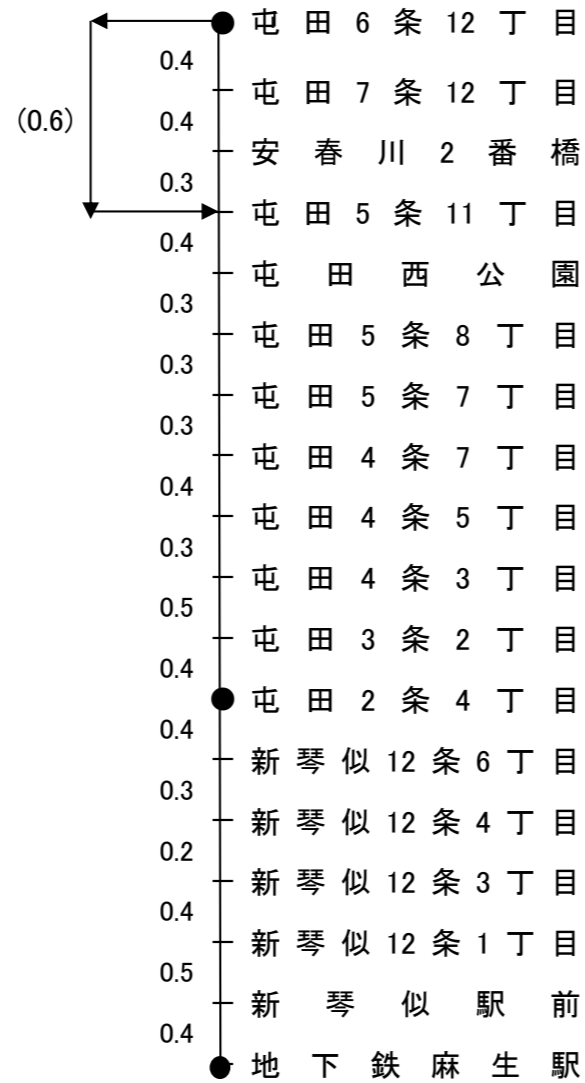 屯田6条12丁目
0.4
屯田7条12丁目
(0.6)
0.4
安春川2番橋
0.3
屯田5条11丁目
0.4
屯田西公園
0.3
屯田5条8丁目
0.3
屯田5条7丁目
0.3
屯田4条7丁目
0.4
屯田4条5丁目
0.3
屯田4条3丁目
0.5
屯田3条2丁目
0.4
屯田2条4丁目
0.4
新琴似12条6丁目
0.3
新琴似12条4丁目
0.2
新琴似12条3丁目
0.4
新琴似12条1丁目
0.5
新琴似駅前
0.4
地下鉄麻生駅